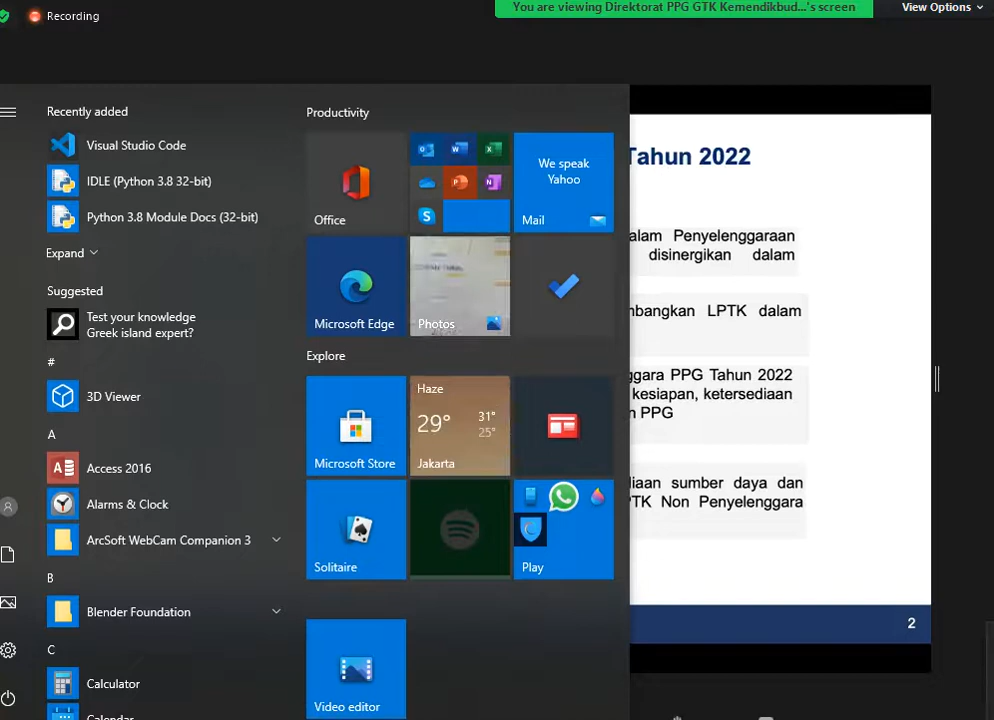 Recording
You are viewing Direktorat PPG GTK Kemendikbud...'s screen
View Options
Recently added
Visual Studio Code
IDLE (Python 3.8 32-bit)
Python 3.8 Module Docs (32-bit)
Expand
Suggested
Test your knowledge
Greek island expert?
#
3D Viewer
A
Access 2016
Alarms & Clock
ArcSoft WebCam Companion 3
B
Blender Foundation
C
Calculator
Calendar
Productivity
Office
We speak
Yahoo
Mail
Microsoft Edge
Photos
Explore
Microsoft Store
Haze
29°
31°
25°
Jakarta
Solitaire
Play
Video editor
Tahun 2022
alam Penyelenggaraan
disinergikan dalam
mbangkan LPTK dalam
ggara PPG Tahun 2022
kesiapan, ketersediaan
n PPG
diaan sumber daya dan
PTK Non Penyelenggara
2